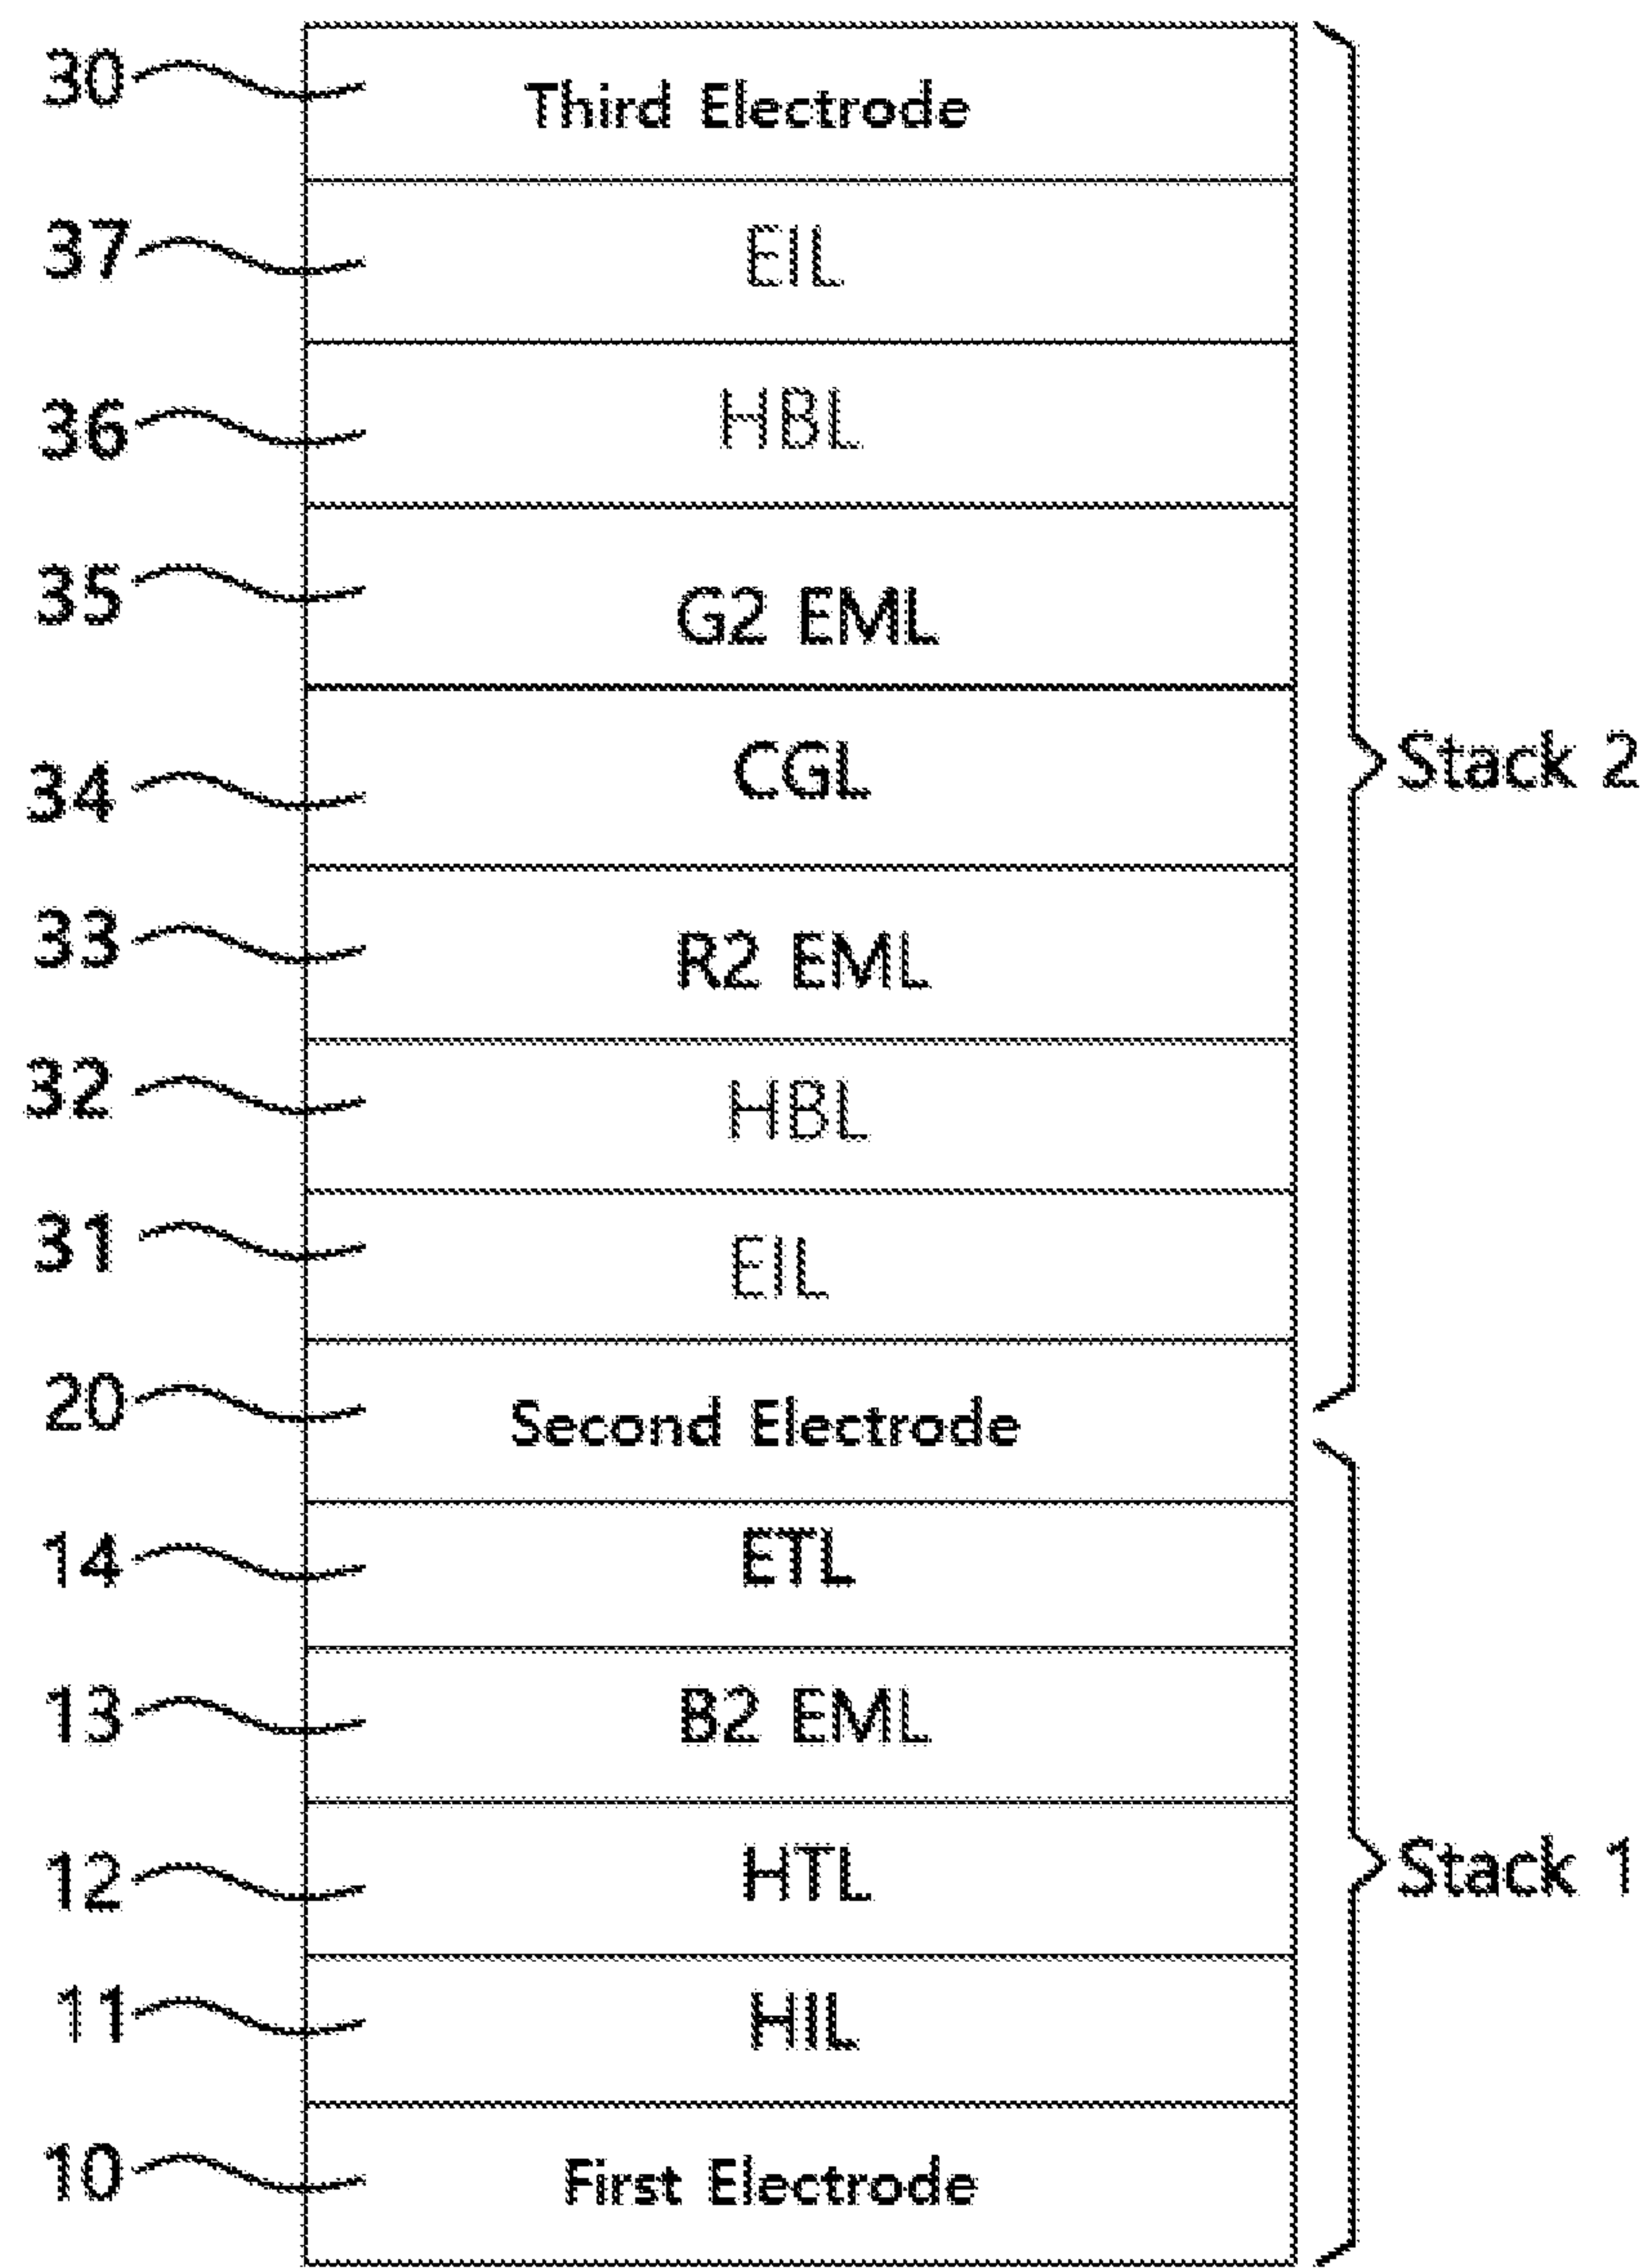 30 Third Electrode
37 EIL
36 HBL
35 G2 EML
34 CGL
Stack 2
33 R2 EML
32 HBL
31 EIL
20 Second Electrode
14 ETL
13 B2 EML
12 HTL
Stack 1
11 HIL
10 First Electrode